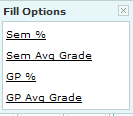 Fill Options
Sem %
Sem Avg Grade
GP %
GP Avg Grade